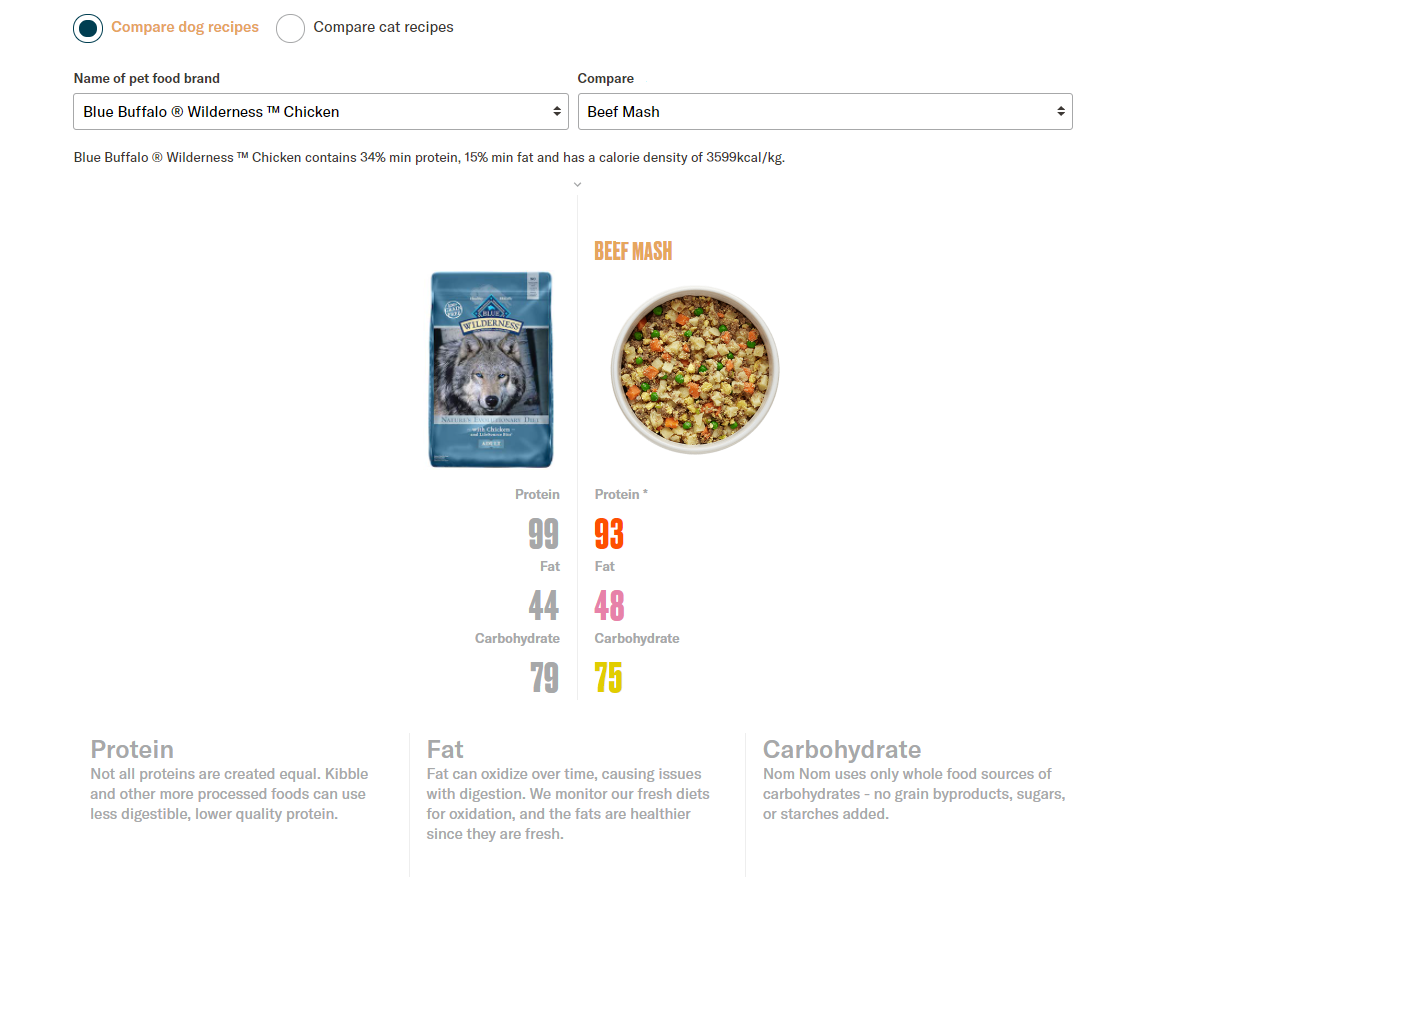 Compare dog recipes Compare cat recipes
Name of pet food brand Compare
Blue Buffalo ® Wilderness ™ Chicken Beef Mash
Blue Buffalo ® Wilderness ™ Chicken contains 34% min protein, 15% min fat and has a calorie density of 3599kcal/kg.
BEEF MASH
BLUE
WILDERNESS
NATURE'S EVOLUTIONARY DIET
with Chicken
ADULT
Protein Protein *
99 93
Fat Fat
44 48
Carbohydrate Carbohydrate
79 75
Protein
Not all proteins are created equal. Kibble
and other more processed foods can use
less digestible, lower quality protein.
Fat
Fat can oxidize over time, causing issues
with digestion. We monitor our fresh diets
for oxidation, and the fats are healthier
since they are fresh.
Carbohydrate
Nom Nom uses only whole food sources of
carbohydrates - no grain byproducts, sugars,
or starches added.